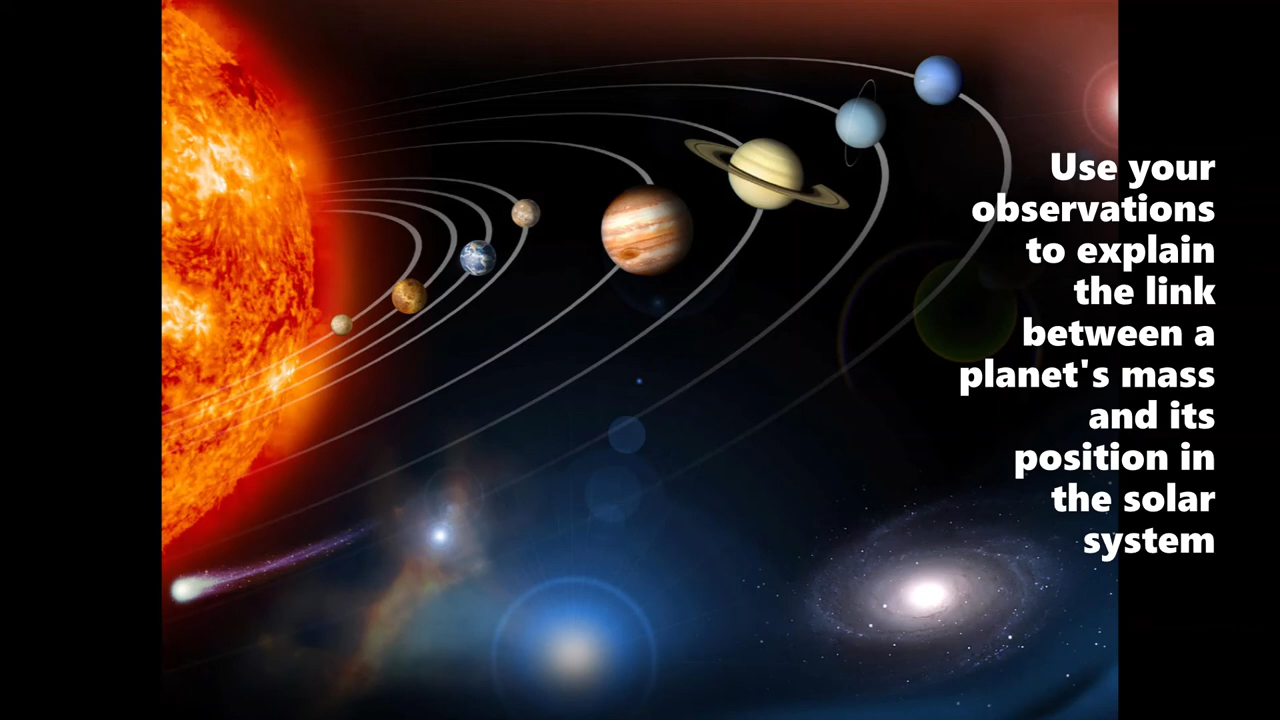 Use your
observations
to explain
the link
between a
planet's mass
and its
position in
the solar
system